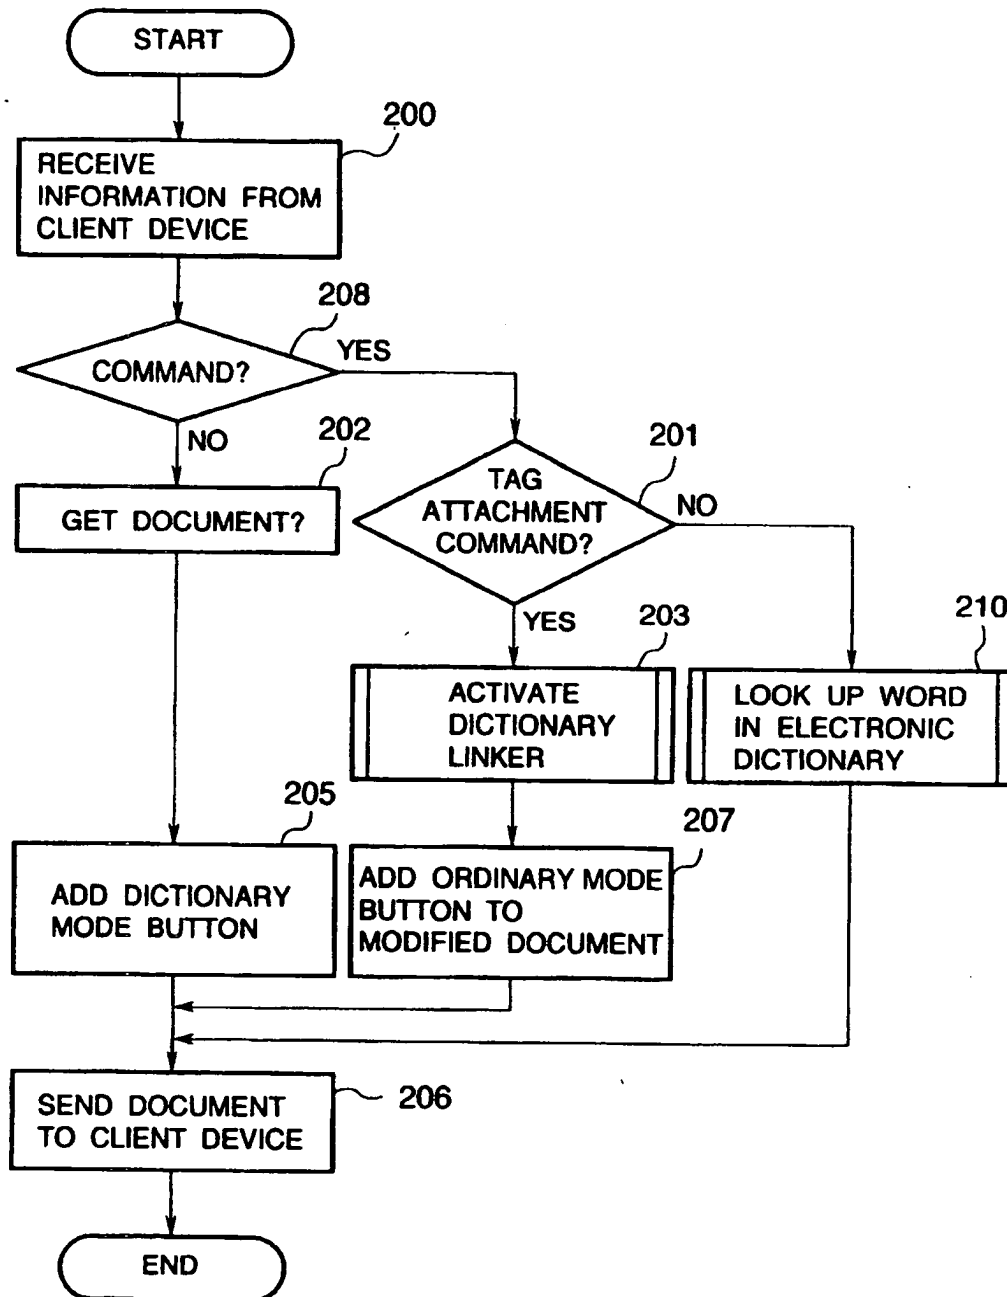 START
200
RECEIVE
INFORMATION FROM
CLIENT DEVICE
208
COMMAND?
YES
NO
202
GET DOCUMENT?
201
TAG
ATTACHMENT
COMMAND?
NO
YES
203
ACTIVATE
DICTIONARY
LINKER
210
LOOK UP WORD
IN ELECTRONIC
DICTIONARY
205
ADD DICTIONARY
MODE BUTTON
207
ADD ORDINARY MODE
BUTTON TO
MODIFIED DOCUMENT
SEND DOCUMENT
TO CLIENT DEVICE
206
END